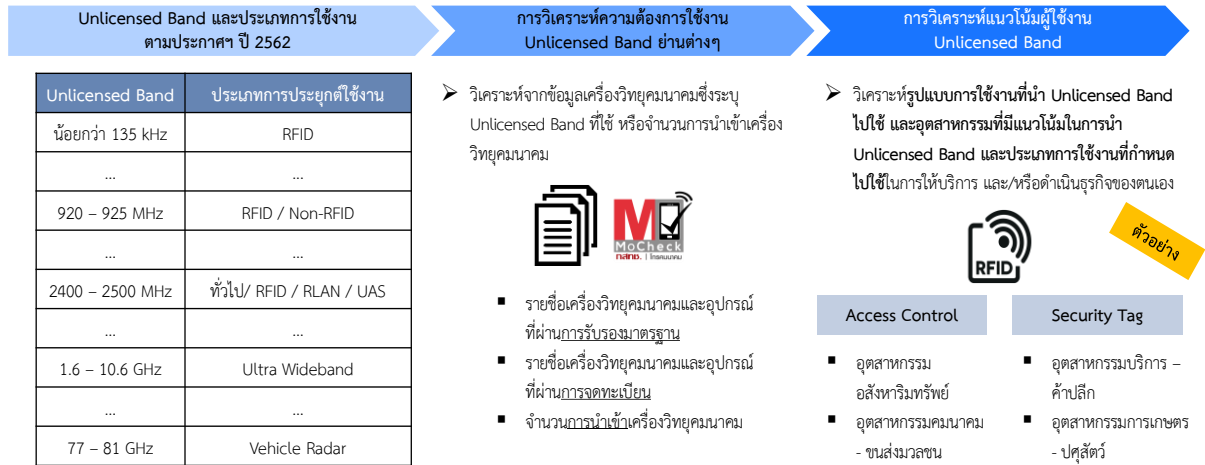 Unlicensed Band และประเภทการใช้งาน
ตามประกาศฯ ปี 2562
การวิเคราะห์ความต้องการใช้งาน
Unlicensed Band ย่านต่างๆ
การวิเคราะห์แนวโน้มผู้ใช้งาน
Unlicensed Band
Unlicensed Band ประเภทการประยุกต์ใช้งาน
น้อยกว่า 135 kHz RFID
... ...
920 – 925 MHz RFID / Non-RFID
... ...
2400 – 2500 MHz ทั่วไป/ RFID / RLAN / UAS
... ...
1.6 – 10.6 GHz Ultra Wideband
... ...
77 – 81 GHz Vehicle Radar
➢ วิเคราะห์จากข้อมูลเครื่องวิทยุคมนาคมซึ่งระบุ
Unlicensed Band ที่ใช้ หรือจำนวนการนำเข้าเครื่อง
วิทยุคมนาคม
MoCheck
กสทช. | โทรคมนาคม
▪ รายชื่อเครื่องวิทยุคมนาคมและอุปกรณ์
ที่ผ่านการรับรองมาตรฐาน
▪ รายชื่อเครื่องวิทยุคมนาคมและอุปกรณ์
ที่ผ่านการจดทะเบียน
▪ จำนวนการนำเข้าเครื่องวิทยุคมนาคม
➢ วิเคราะห์รูปแบบการใช้งานที่นำ Unlicensed Band
ไปใช้ และอุตสาหกรรมที่มีแนวโน้มในการนำ
Unlicensed Band และประเภทการใช้งานที่กำหนด
ไปใช้ในการให้บริการ และ/หรือดำเนินธุรกิจของตนเอง
RFID
ตัวอย่าง
Access Control
▪ อุตสาหกรรม
อสังหาริมทรัพย์
▪ อุตสาหกรรมคมนาคม
- ขนส่งมวลชน
Security Tag
▪ อุตสาหกรรมบริการ –
ค้าปลีก
▪ อุตสาหกรรมการเกษตร
- ปศุสัตว์